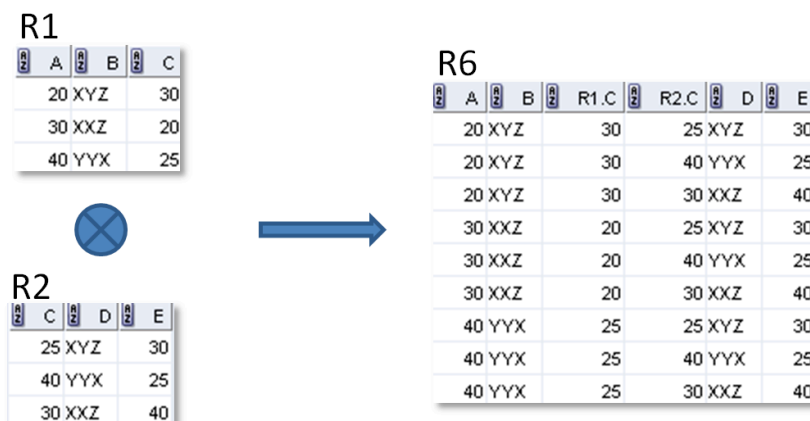 R1
A B C
20 XYZ 30
30 XXZ 20
40 YYX 25
R2
C D E
25 XYZ 30
40 YYX 25
30 XXZ 40
R6
A B R1.C R2.C D E
20 XYZ 30 25 XYZ 30
20 XYZ 30 40 YYX 25
20 XYZ 30 30 XXZ 40
30 XXZ 20 25 XYZ 30
30 XXZ 20 40 YYX 25
30 XXZ 20 30 XXZ 40
40 YYX 25 25 XYZ 30
40 YYX 25 40 YYX 25
40 YYX 25 30 XXZ 40